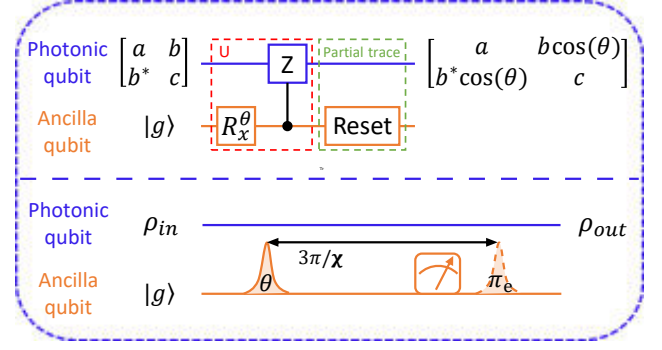 Photonic qubit [a b; b* c] U Z Partial trace [a bcos(θ); b*cos(θ) c]
Ancilla qubit |g⟩ R_x^θ Reset
Photonic qubit ρ_in ρ_out
3π/χ
Ancilla qubit |g⟩ θ π_e